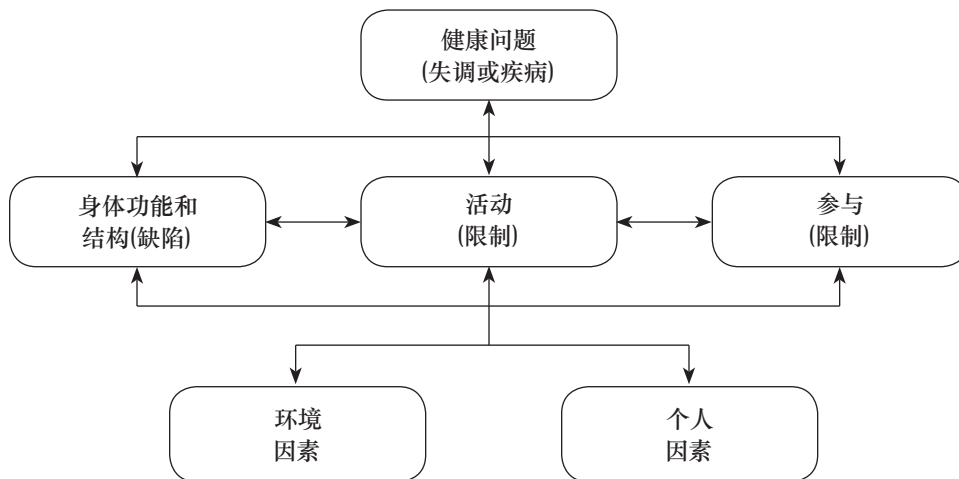 健康问题
(失调或疾病)
身体功能和
结构(缺陷)
活动
(限制)
参与
(限制)
环境
因素
个人
因素